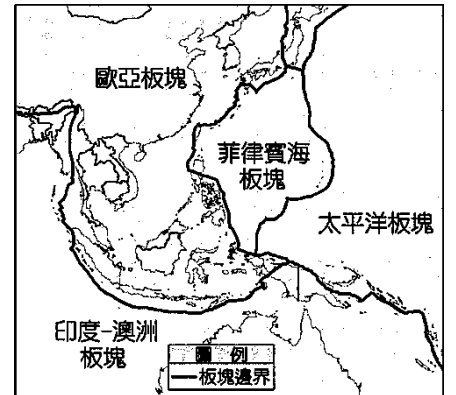 歐亞板塊
菲律賓海
板塊
太平洋板塊
印度-澳洲
板塊
圖 例
板塊邊界